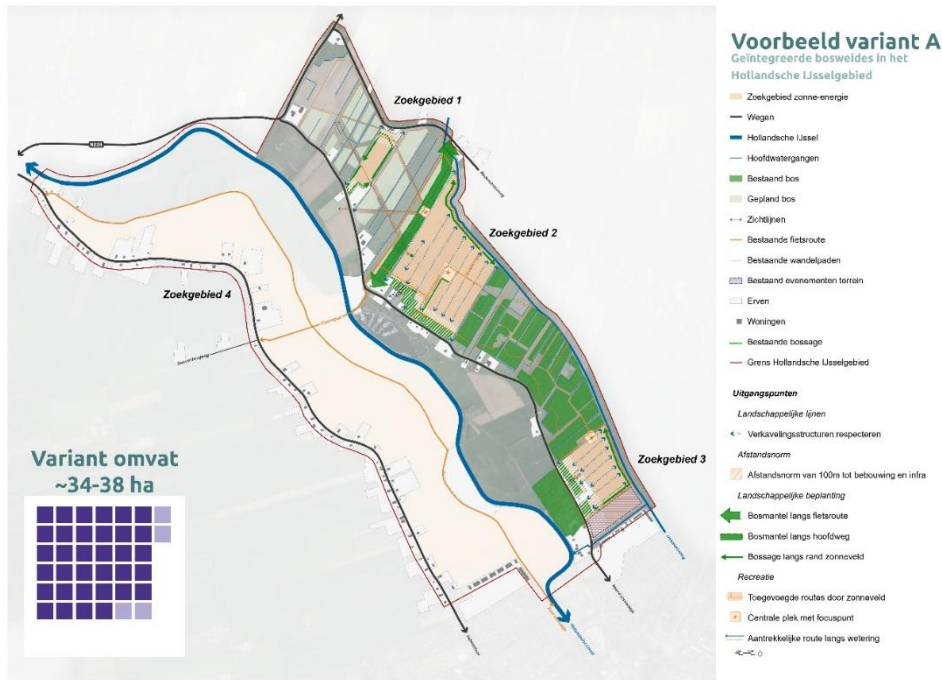 Voorbeeld variant A
Geïntegreerde bosweides in het
Hollandsche IJsselgebied
Zoekgebied zonne-energie
Wegen
Hollandsche IJssel
Hoofdwatergangen
Bestaand bos
Gepland bos
Zichtlijnen
Bestaande fietsroute
Bestaande wandelpaden
Bestaand evenementen terrein
Erven
Woningen
Bestaande bossage
Grens Hollandsche IJsselgebied
Uitgangspunten
Landschappelijke lijnen
Verkavelingsstructuren respecteren
Afstandsnorm
Afstandsnorm van 100m tot bebouwing en infra
Landschappelijke beplanting
Bosmantel langs fietsroute
Bosmantel langs hoofdweg
Bossage langs rand zonneveld
Recreatie
Toegevoegde routes door zonneveld
Centrale plek met focuspunt
Aantrekkelijke route langs wetering
Zoekgebied 1
Zoekgebied 2
Zoekgebied 4
Zoekgebied 3
Variant omvat
~34-38 ha